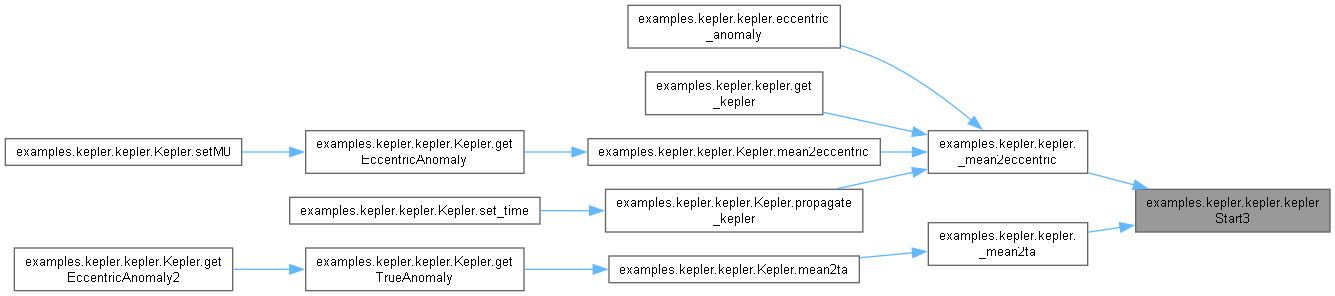 examples.kepler.kepler.eccentric
_anomaly
examples.kepler.kepler.get
_kepler
examples.kepler.kepler.Kepler.setMU
examples.kepler.kepler.Kepler.get
EccentricAnomaly
examples.kepler.kepler.Kepler.mean2eccentric
examples.kepler.kepler.
_mean2eccentric
examples.kepler.kepler.Kepler.set_time
examples.kepler.kepler.Kepler.propagate
_kepler
examples.kepler.kepler.kepler
Start3
examples.kepler.kepler.Kepler.get
EccentricAnomaly2
examples.kepler.kepler.Kepler.get
TrueAnomaly
examples.kepler.kepler.Kepler.mean2ta
examples.kepler.kepler.
_mean2ta